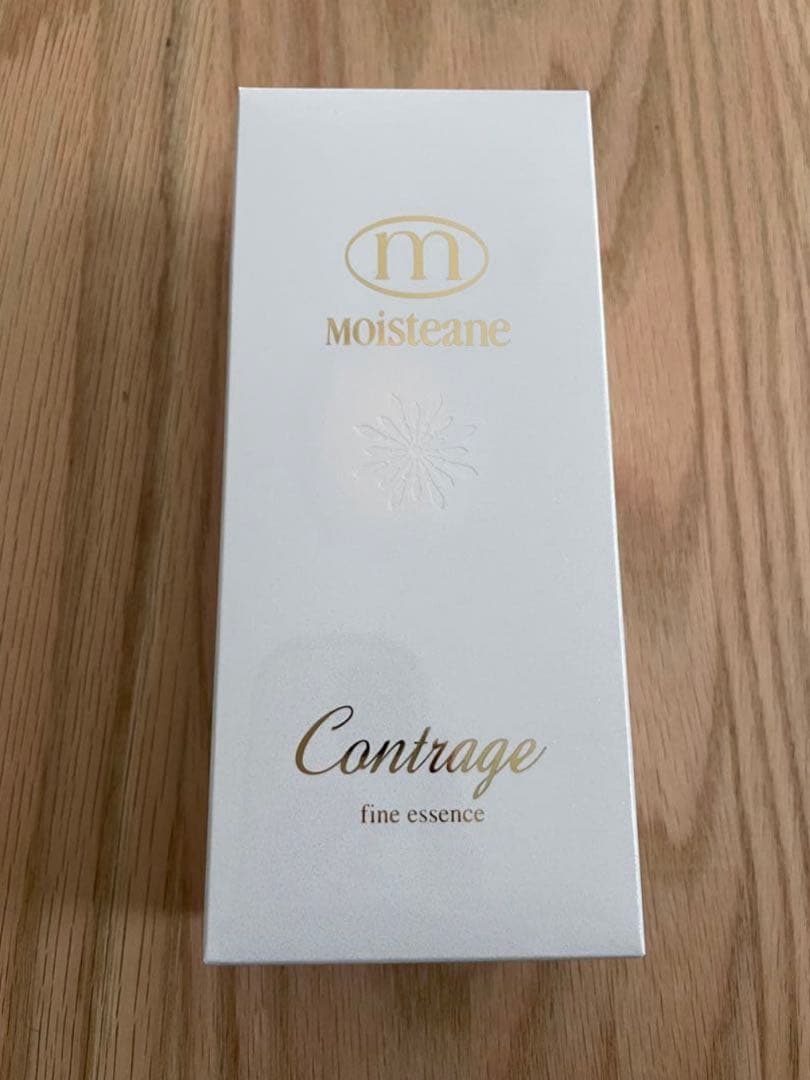 m
Moisteane
Contrage
fine essence